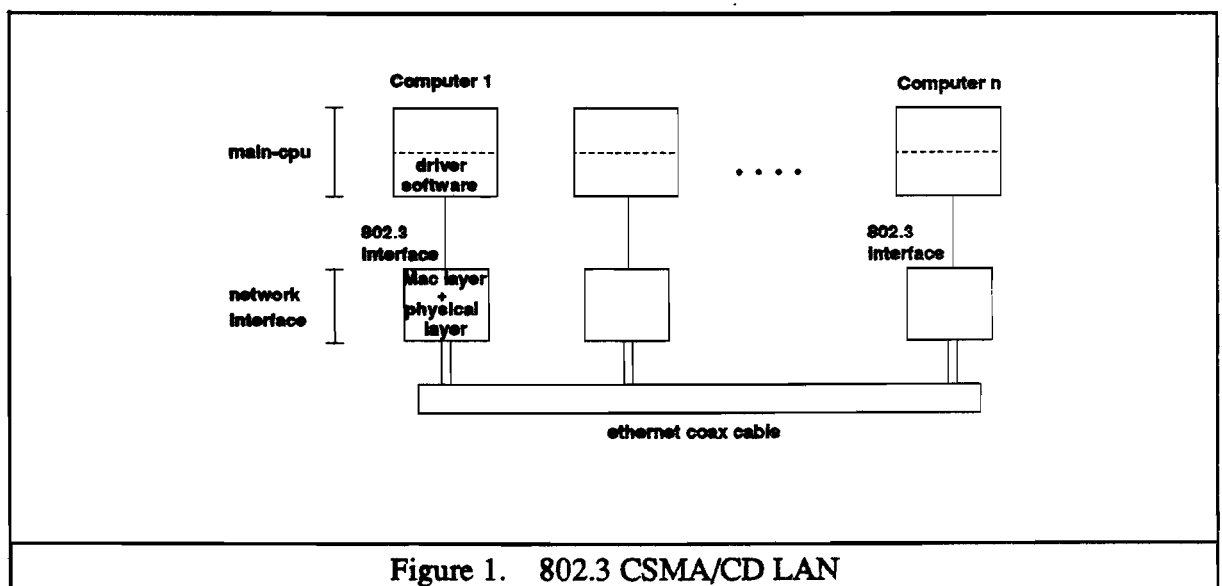 Computer 1
Computer n
main-cpu
driver
software
. . . .
802.3
interface
802.3
interface
network
interface
Mac layer
+
physical
layer
ethernet coax cable
Figure 1. 802.3 CSMA/CD LAN